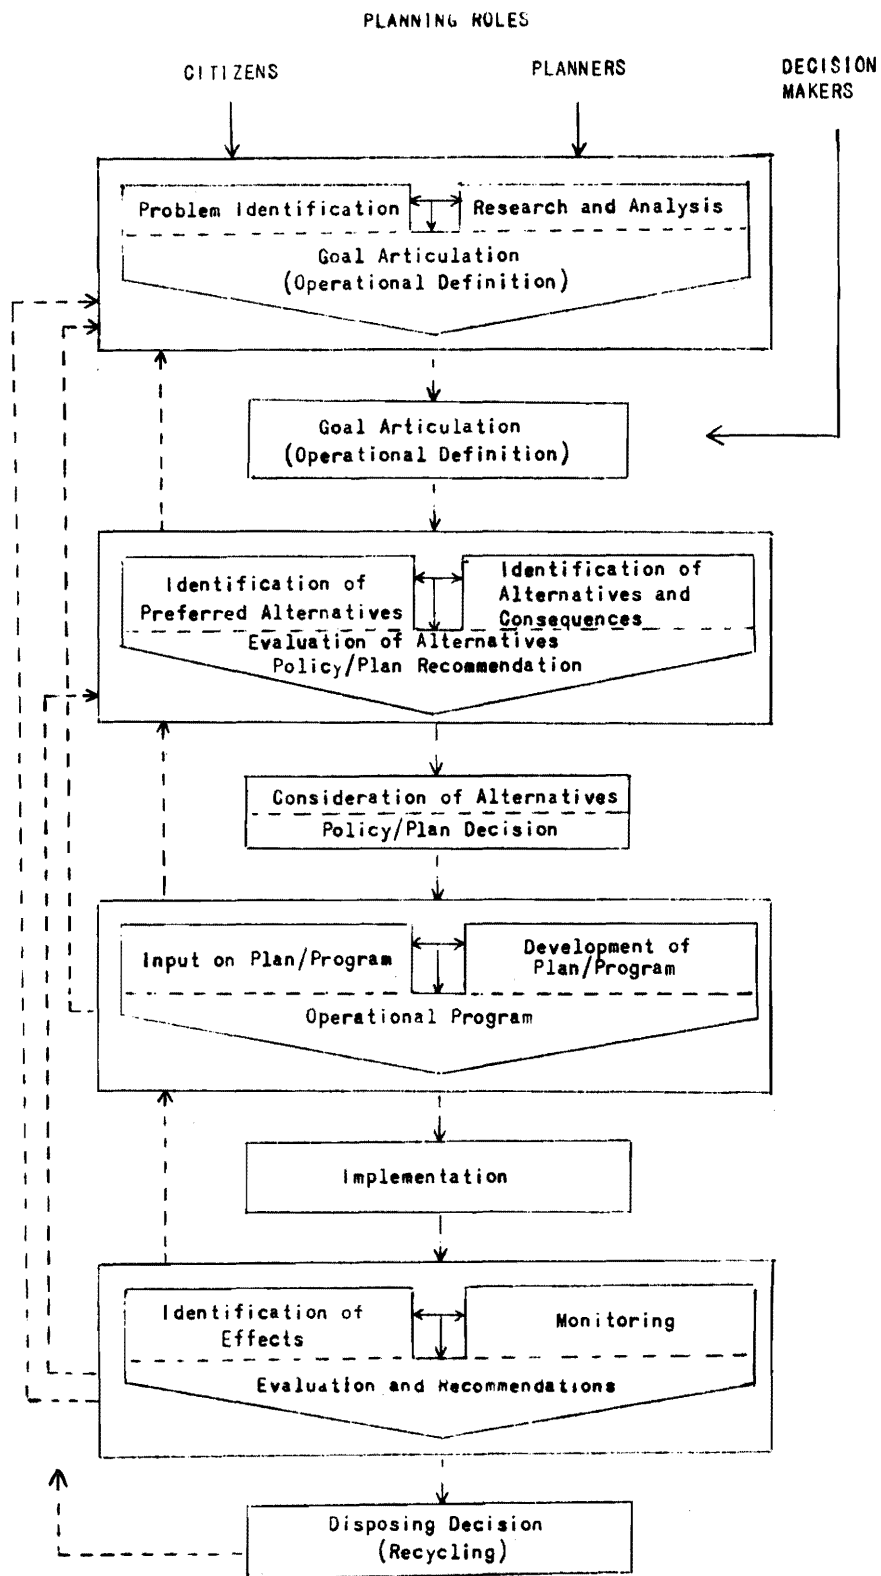 PLANNING ROLES
CITIZENS
PLANNERS
DECISION
MAKERS
Problem Identification
Research and Analysis
Goal Articulation
(Operational Definition)
Goal Articulation
(Operational Definition)
Identification of
Preferred Alternatives
Identification of
Alternatives and
Consequences
Evaluation of Alternatives
Policy/Plan Recommendation
Consideration of Alternatives
Policy/Plan Decision
Input on Plan/Program
Development of
Plan/Program
Operational Program
Implementation
Identification of
Effects
Monitoring
Evaluation and Recommendations
Disposing Decision
(Recycling)